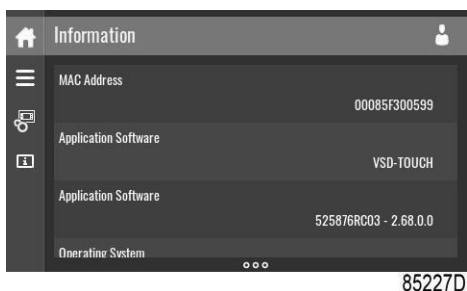 Information
MAC Address
00085F300599
Application Software
VSD-TOUCH
Application Software
525876RC03 - 2.68.0.0
Operating System
85227D